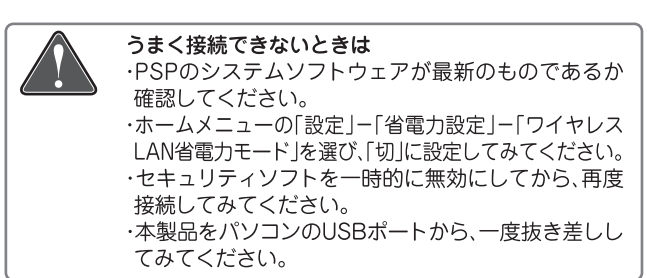 うまく接続できないときは
・PSPのシステムソフトウェアが最新のものであるか
確認してください。
・ホームメニューの「設定」−「省電力設定」−「ワイヤレス
LAN省電力モード」を選び、「切」に設定してみてください。
・セキュリティソフトを一時的に無効にしてから、再度
接続してみてください。
・本製品をパソコンのUSBポートから、一度抜き差しし
てみてください。